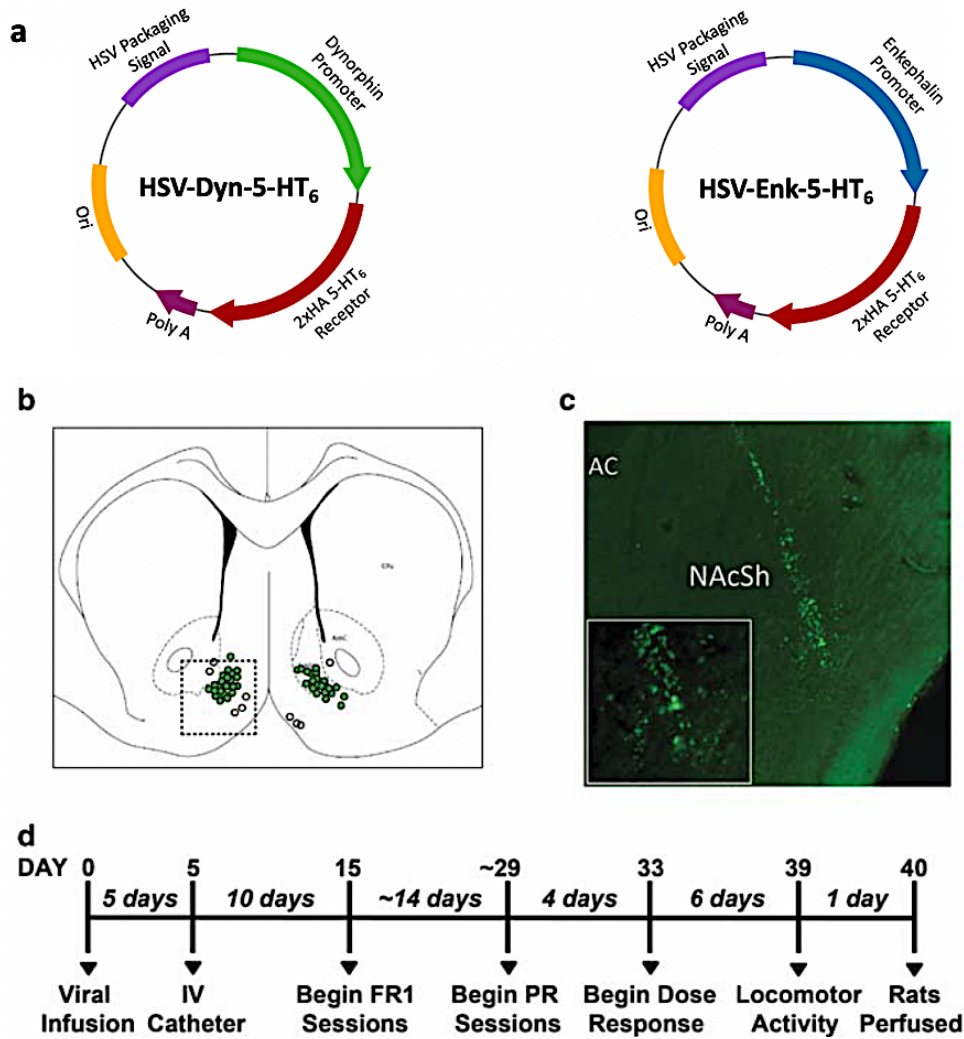 a
HSV Packaging
Signal
Dynorphin
Promoter
HSV-Dyn-5-HT₆
Ori
Poly A
2xHA 5-HT₆
Receptor
HSV Packaging
Signal
Enkephalin
Promoter
HSV-Enk-5-HT₆
Ori
Poly A
2xHA 5-HT₆
Receptor
b
CPu
c
AC
NAcSh
d
DAY 0 5 15 ~29 33 39 40
5 days 10 days ~14 days 4 days 6 days 1 day
Viral
Infusion
IV
Catheter
Begin FR1
Sessions
Begin PR
Sessions
Begin Dose
Response
Locomotor
Activity
Rats
Perfused